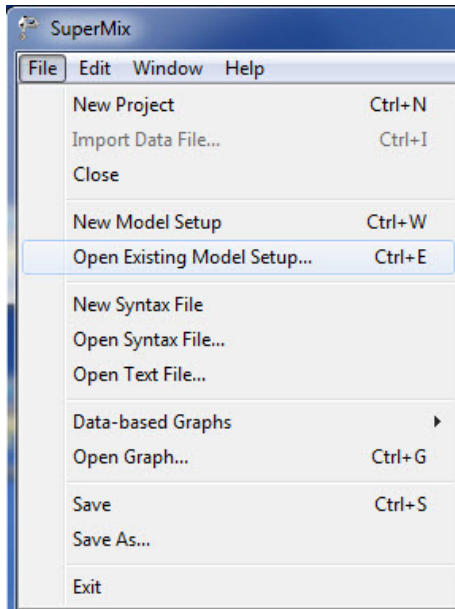 SuperMix
File Edit Window Help
New Project Ctrl+N
Import Data File... Ctrl+I
Close
New Model Setup Ctrl+W
Open Existing Model Setup... Ctrl+E
New Syntax File
Open Syntax File...
Open Text File...
Data-based Graphs
Open Graph... Ctrl+G
Save Ctrl+S
Save As...
Exit